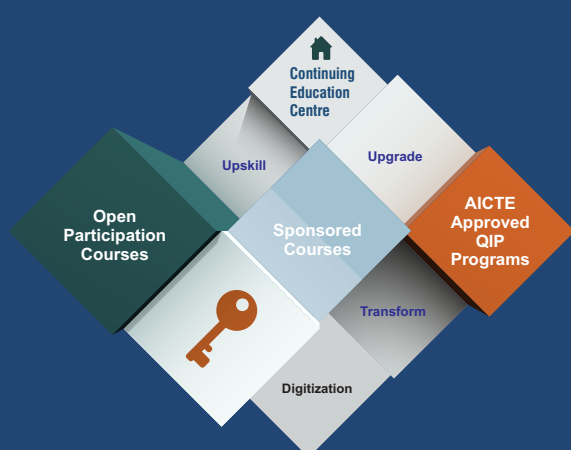 Continuing
Education
Centre
Upskill
Upgrade
Open
Participation
Courses
Sponsored
Courses
AICTE
Approved
QIP
Programs
Transform
Digitization